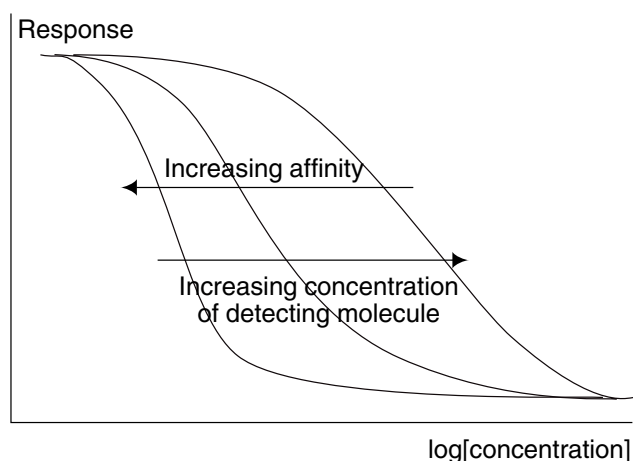 Response
Increasing affinity
Increasing concentration
of detecting molecule
log[concentration]